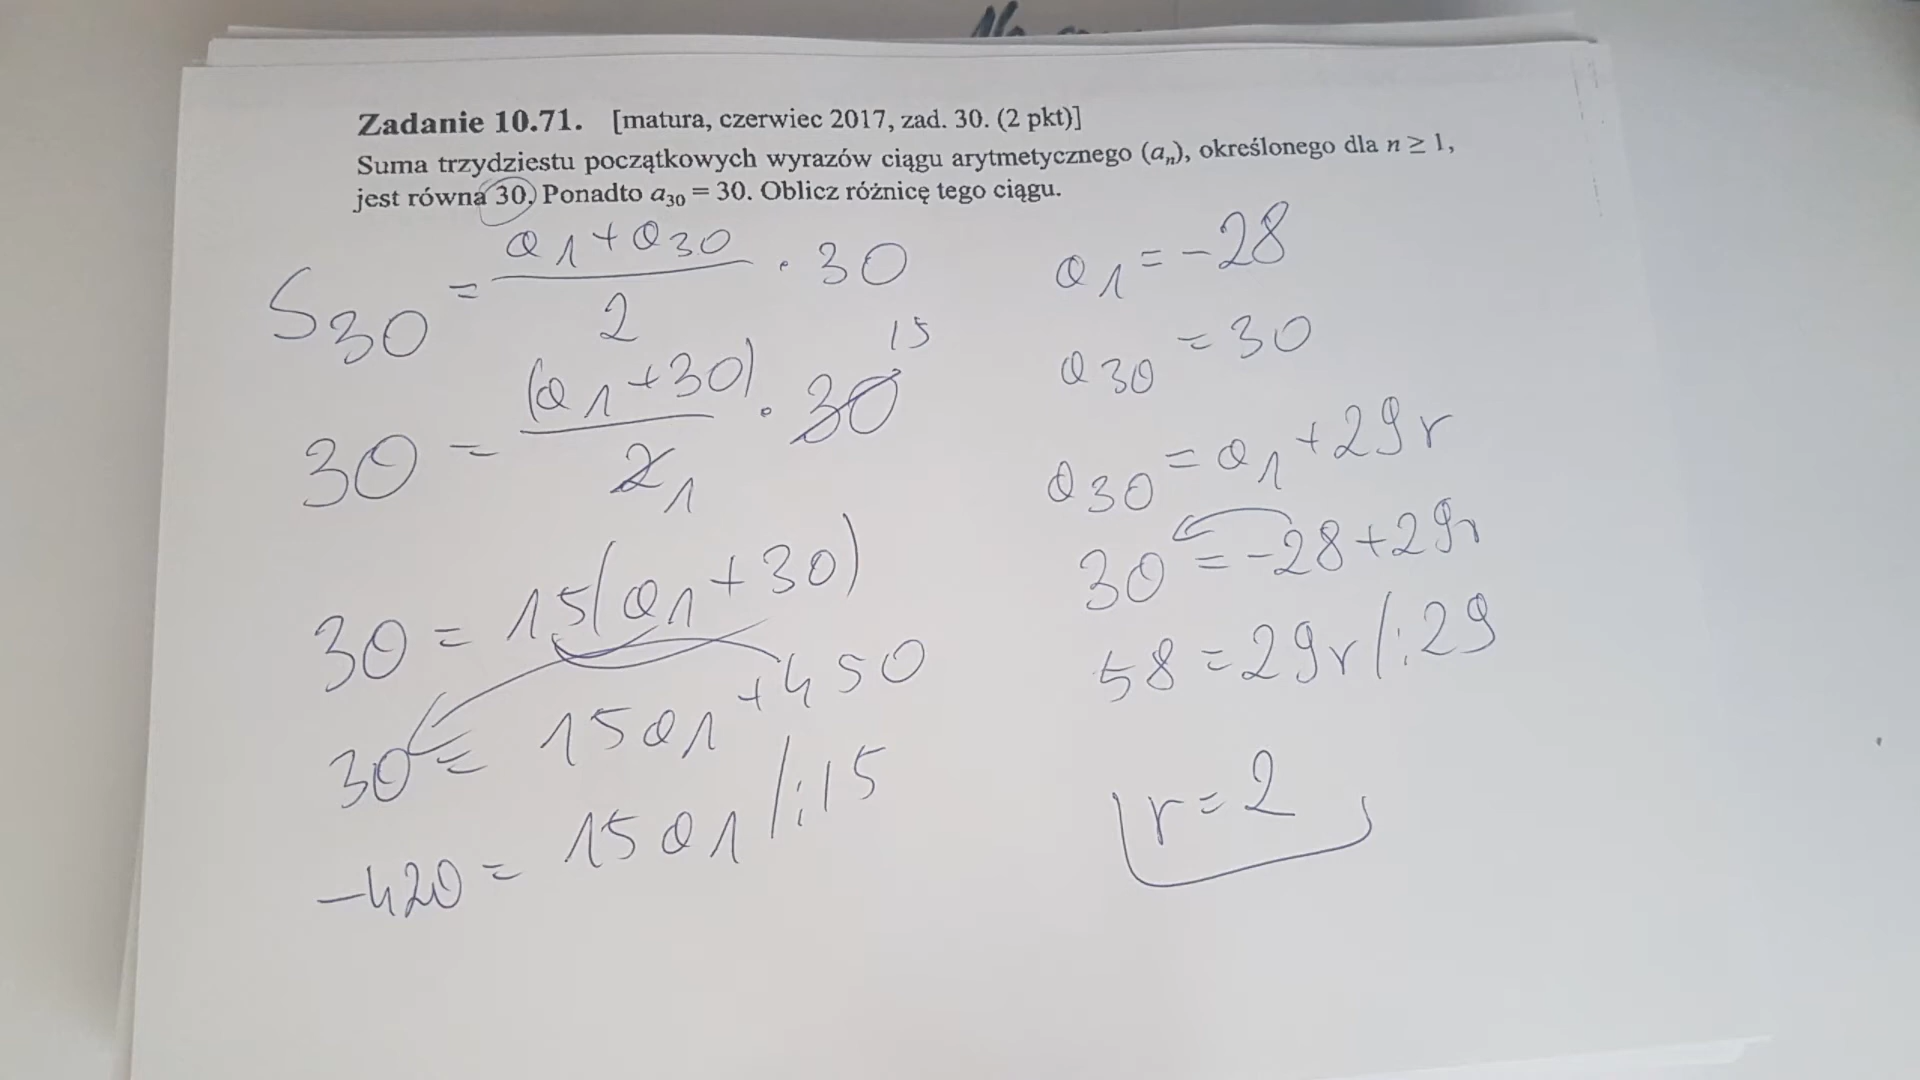 Zadanie 10.71. [matura, czerwiec 2017, zad. 30. (2 pkt)]
Suma trzydziestu początkowych wyrazów ciągu arytmetycznego (aₙ), określonego dla n ≥ 1,
jest równa 30. Ponadto a₃₀ = 30. Oblicz różnicę tego ciągu.
S₃₀ = (a₁ + a₃₀)/2 · 30
30 = (a₁ + 30)/2 1 · 30 15
30 = 15(a₁ + 30)
30 = 15a₁ + 450
-420 = 15a₁ /:15
a₁ = -28
a₃₀ = 30
a₃₀ = a₁ + 29r
30 = -28 + 29r
58 = 29r /:29
r = 2